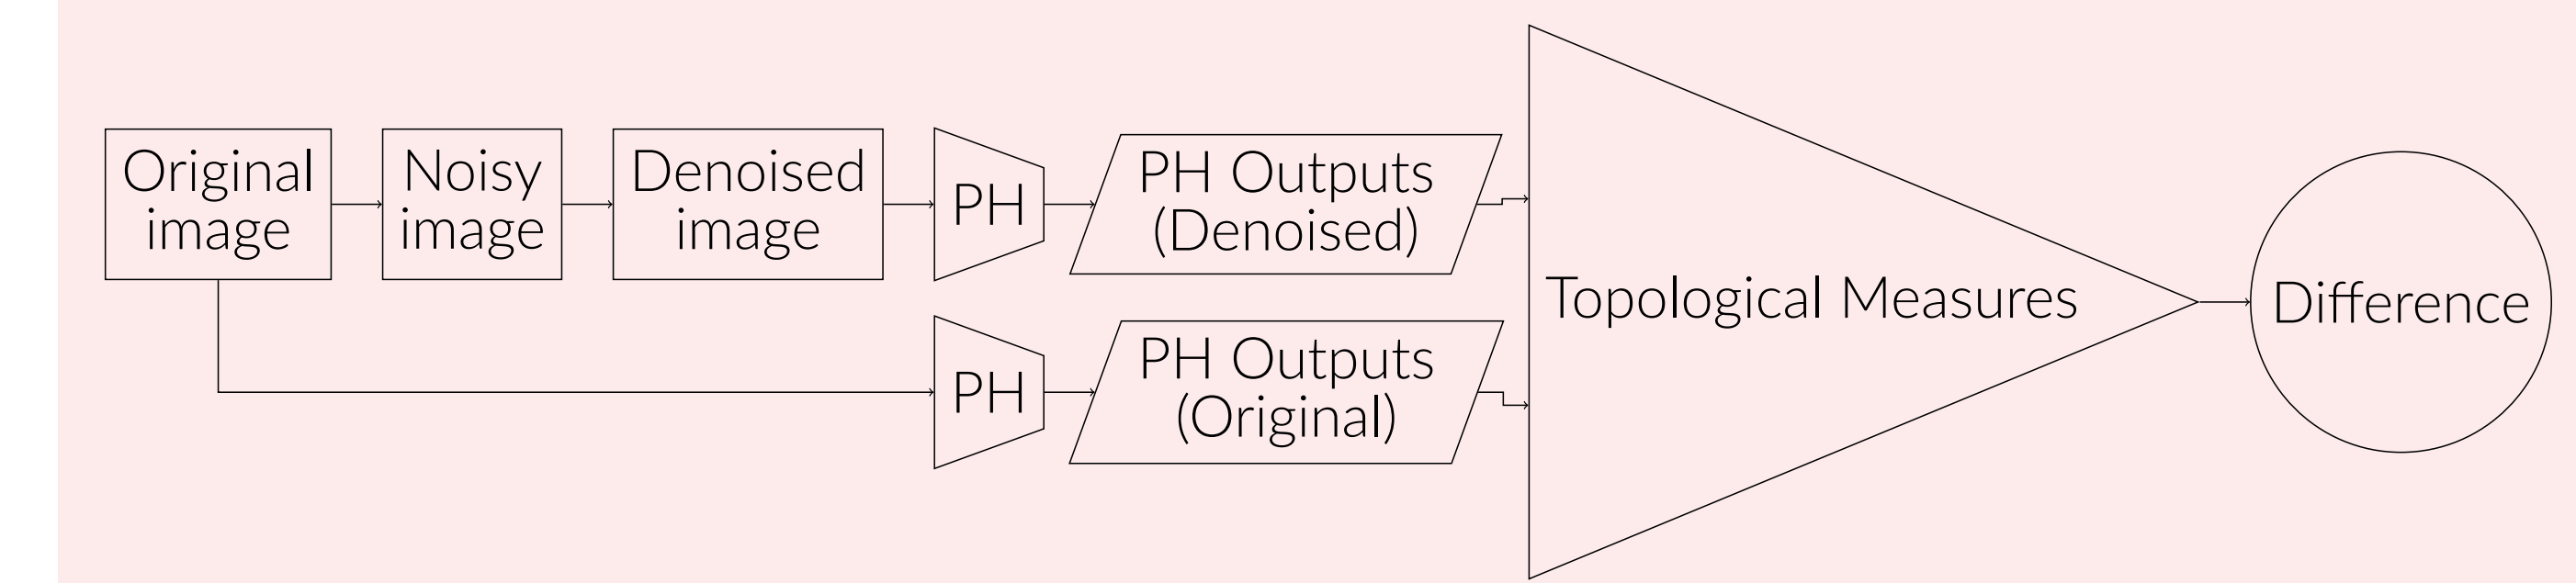 Original
image
Noisy
image
Denoised
image
PH
PH Outputs
(Denoised)
PH
PH Outputs
(Original)
Topological Measures
Difference